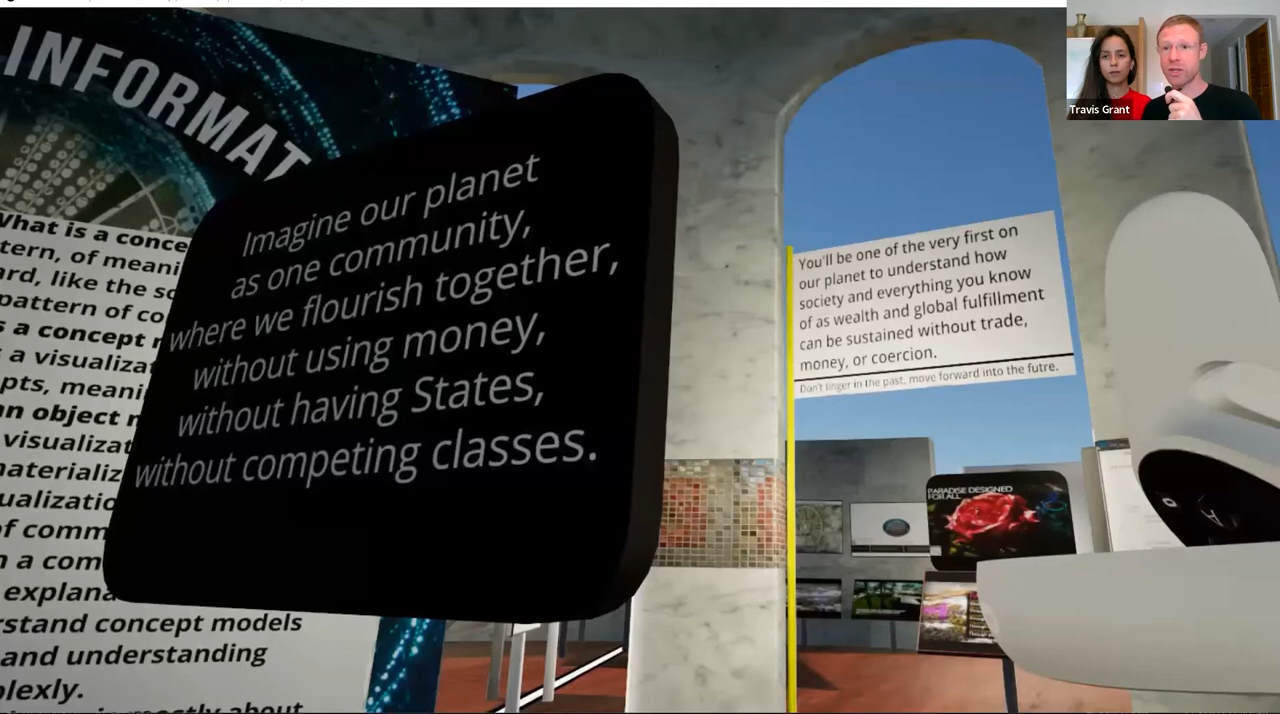 INFORMAT
What is a conce
tern, of meani
ard, like the sc
pattern of co
s a concept
a visualizat
pts, meani
an object
visualizat
materializ
ualizatio
of comm
n a com
explana
rstand concept models
and understanding
plexly.
Imagine our planet
as one community,
where we flourish together,
without using money,
without having States,
without competing classes.
You'll be one of the very first on
our planet to understand how
society and everything you know
of as wealth and global fulfillment
can be sustained without trade,
money, or coercion.
Don't linger in the past, move forward into the futre.
PARADISE DESIGNED
FOR ALL
Travis Grant